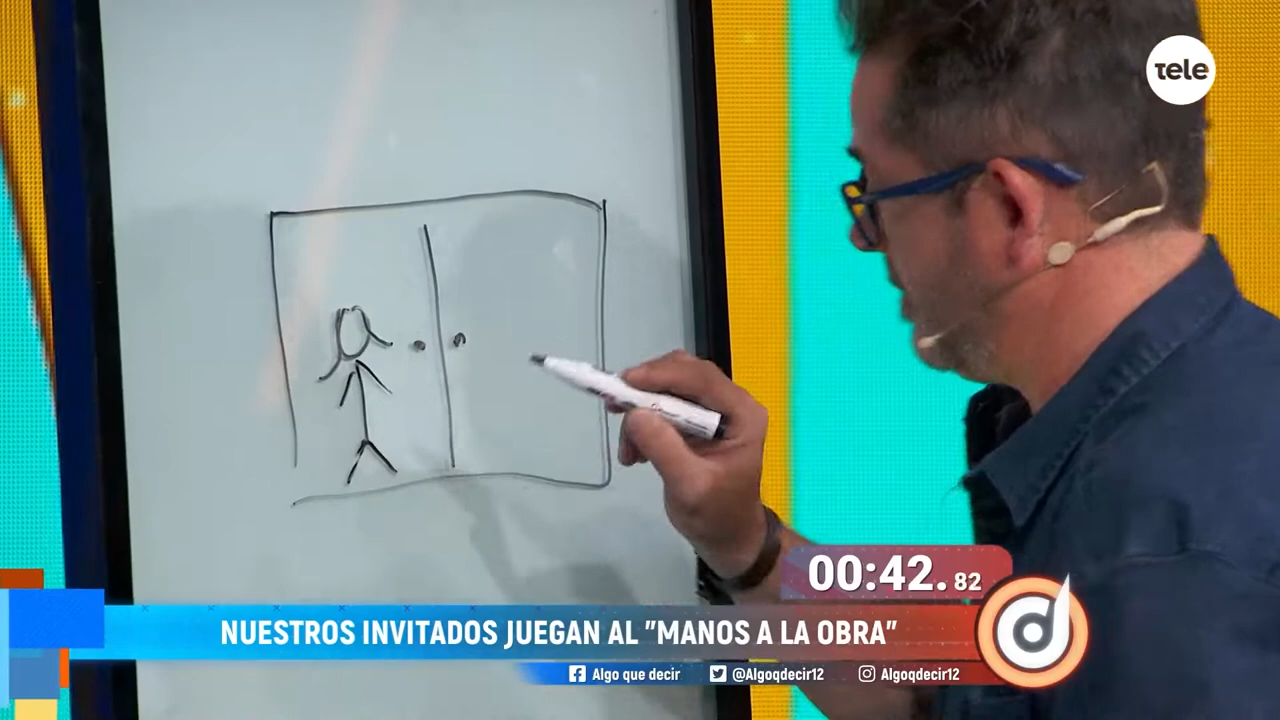 tele
00:42.82
NUESTROS INVITADOS JUEGAN AL "MANOS A LA OBRA"
Algo que decir @Algoqdecir12 Algoqdecir12